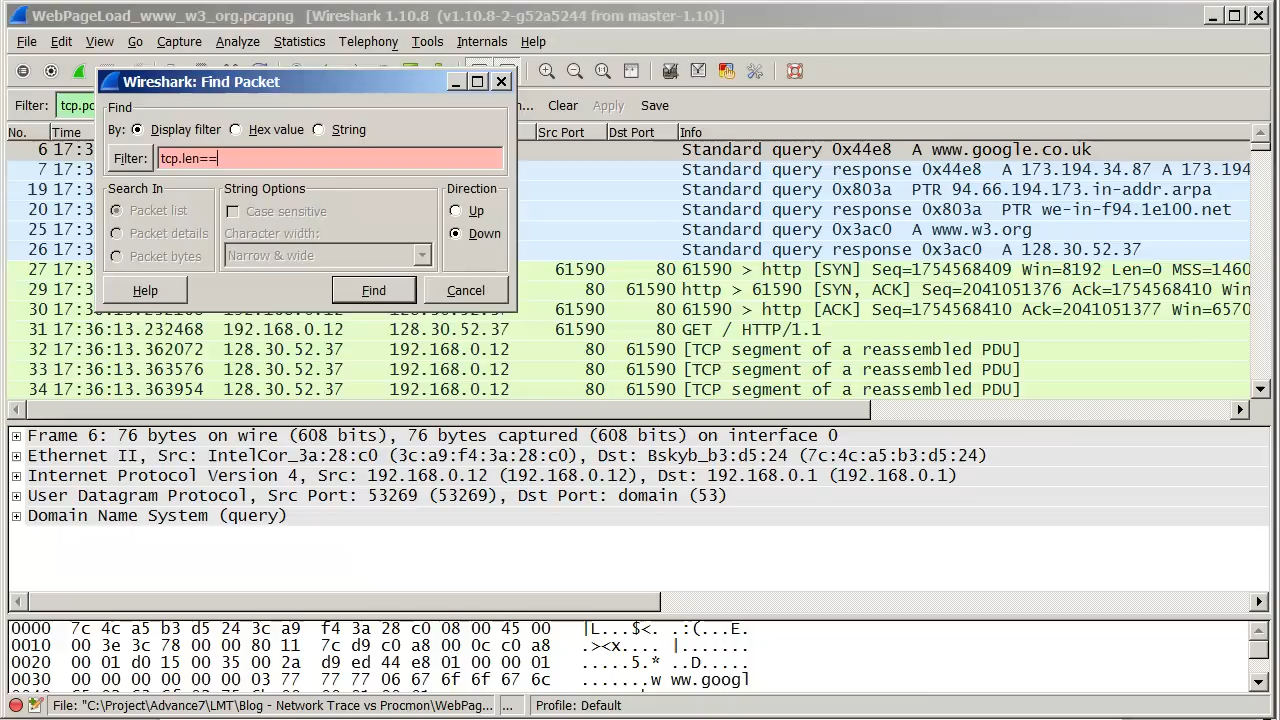 WebPageLoad_www_w3_org.pcapng [Wireshark 1.10.8 (v1.10.8-2-g52a5244 from master-1.10)]
File Edit View Go Capture Analyze Statistics Telephony Tools Internals Help
Wireshark: Find Packet
Filter: tcp.pc ... Clear Apply Save
Find
By: Display filter Hex value String
Filter: tcp.len==
Search In String Options Direction
Packet list Case sensitive Up
Packet details Character width: Down
Packet bytes Narrow & wide
Help Find Cancel
No. Time Src Port Dst Port Info
6 17:3 Standard query 0x44e8 A www.google.co.uk
7 17:3 Standard query response 0x44e8 A 173.194.34.87 A 173.194
19 17:3 Standard query 0x803a PTR 94.66.194.173.in-addr.arpa
20 17:3 Standard query response 0x803a PTR we-in-f94.1e100.net
25 17:3 Standard query 0x3ac0 A www.w3.org
26 17:3 Standard query response 0x3ac0 A 128.30.52.37
27 17:3 61590 80 61590 > http [SYN] Seq=1754568409 Win=8192 Len=0 MSS=1460
29 17:3 80 61590 http > 61590 [SYN, ACK] Seq=2041051376 Ack=1754568410 Win
30 61590 80 61590 > http [ACK] Seq=1754568410 Ack=2041051377 Win=6570
31 17:36:13.232468 192.168.0.12 128.30.52.37 61590 80 GET / HTTP/1.1
32 17:36:13.362072 128.30.52.37 192.168.0.12 80 61590 [TCP segment of a reassembled PDU]
33 17:36:13.363576 128.30.52.37 192.168.0.12 80 61590 [TCP segment of a reassembled PDU]
34 17:36:13.363954 128.30.52.37 192.168.0.12 80 61590 [TCP segment of a reassembled PDU]
Frame 6: 76 bytes on wire (608 bits), 76 bytes captured (608 bits) on interface 0
Ethernet II, Src: IntelCor_3a:28:c0 (3c:a9:f4:3a:28:c0), Dst: Bskyb_b3:d5:24 (7c:4c:a5:b3:d5:24)
Internet Protocol Version 4, Src: 192.168.0.12 (192.168.0.12), Dst: 192.168.0.1 (192.168.0.1)
User Datagram Protocol, Src Port: 53269 (53269), Dst Port: domain (53)
Domain Name System (query)
0000 7c 4c a5 b3 d5 24 3c a9 f4 3a 28 c0 08 00 45 00 |L...$<. .:(...E.
0010 00 3e 3c 78 00 00 80 11 7c d9 c0 a8 00 0c c0 a8 .><x.... |.......
0020 00 01 d0 15 00 35 00 2a d9 ed 44 e8 01 00 00 01 .....5.* ..D.....
0030 00 00 00 00 00 00 03 77 77 77 06 67 6f 6f 67 6c .......w ww.googl
File: "C:\Project\Advance7\LMT\Blog - Network Trace vs Procmon\WebPag... ... Profile: Default